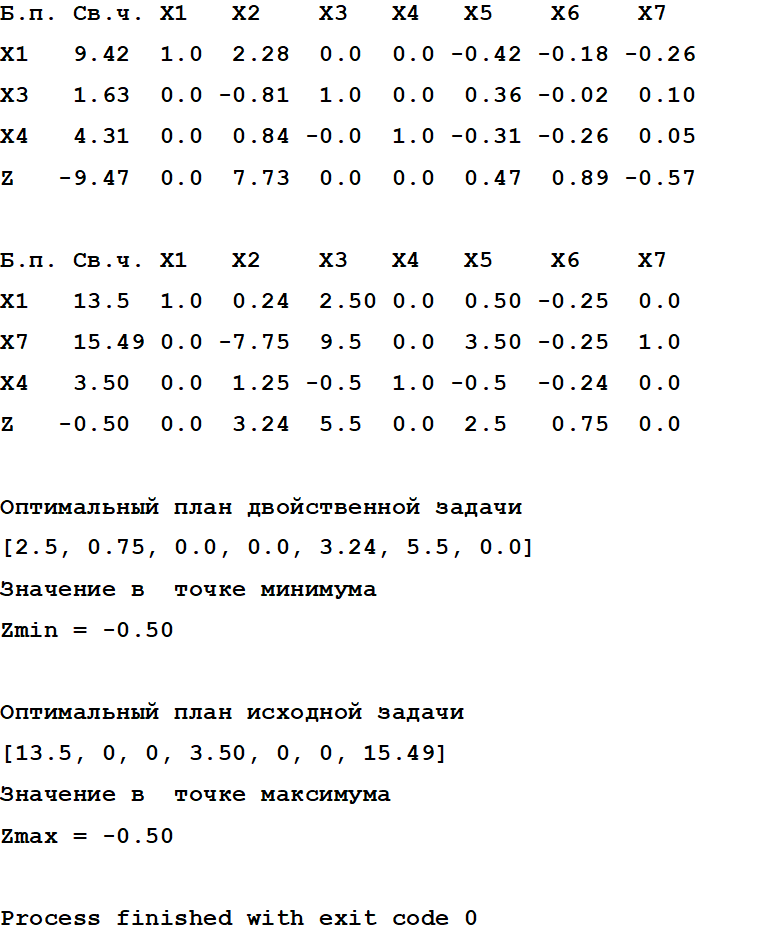 Б.п. Св.ч. X1 X2 X3 X4 X5 X6 X7
X1 9.42 1.0 2.28 0.0 0.0 -0.42 -0.18 -0.26
X3 1.63 0.0 -0.81 1.0 0.0 0.36 -0.02 0.10
X4 4.31 0.0 0.84 -0.0 1.0 -0.31 -0.26 0.05
Z -9.47 0.0 7.73 0.0 0.0 0.47 0.89 -0.57
Б.п. Св.ч. X1 X2 X3 X4 X5 X6 X7
X1 13.5 1.0 0.24 2.50 0.0 0.50 -0.25 0.0
X7 15.49 0.0 -7.75 9.5 0.0 3.50 -0.25 1.0
X4 3.50 0.0 1.25 -0.5 1.0 -0.5 -0.24 0.0
Z -0.50 0.0 3.24 5.5 0.0 2.5 0.75 0.0
Оптимальный план двойственной задачи
[2.5, 0.75, 0.0, 0.0, 3.24, 5.5, 0.0]
Значение в  точке минимума
Zmin = -0.50
Оптимальный план исходной задачи
[13.5, 0, 0, 3.50, 0, 0, 15.49]
Значение в  точке максимума
Zmax = -0.50
Process finished with exit code 0